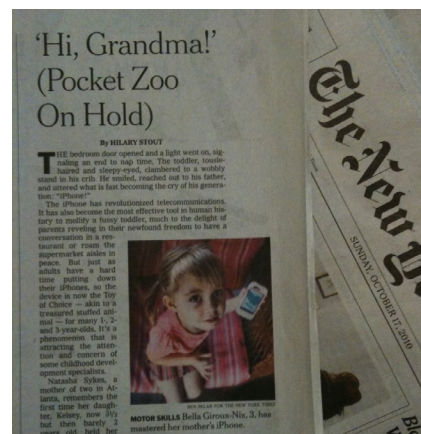 ‘Hi, Grandma!’
(Pocket Zoo
On Hold)
By HILARY STOUT
THE bedroom door opened and a light went on, sig-
naling an end to nap time. The toddler, tousle-
haired and sleepy-eyed, clambered to a wobbly
stand in his crib. He smiled, reached out to his father,
and uttered what is fast becoming the cry of his genera-
tion: “iPhone!”
The iPhone has revolutionized telecommunications.
It has also become the most effective tool in human his-
tory to mollify a fussy toddler, much to the delight of
parents reveling in their newfound freedom to have a
conversation in a res-
taurant or roam the
supermarket aisles in
peace. But just as
adults have a hard
time putting down
their iPhones, so the
device is now the Toy
of Choice — akin to a
treasured stuffed ani-
mal — for many 1-, 2-
and 3-year-olds. It’s a
phenomenon that is
attracting the atten-
tion and concern of
some childhood devel-
opment specialists.
Natasha Sykes, a
mother of two in At-
lanta, remembers the
first time her daugh-
ter, Kelsey, now 3½
but then barely 2
years old, held her
FOR THE NEW YORK TIMES
MOTOR SKILLS Bella Giroux-Nix, 3, has
mastered her mother’s iPhone.
The New
SUNDAY, OCTOBER 17, 2010